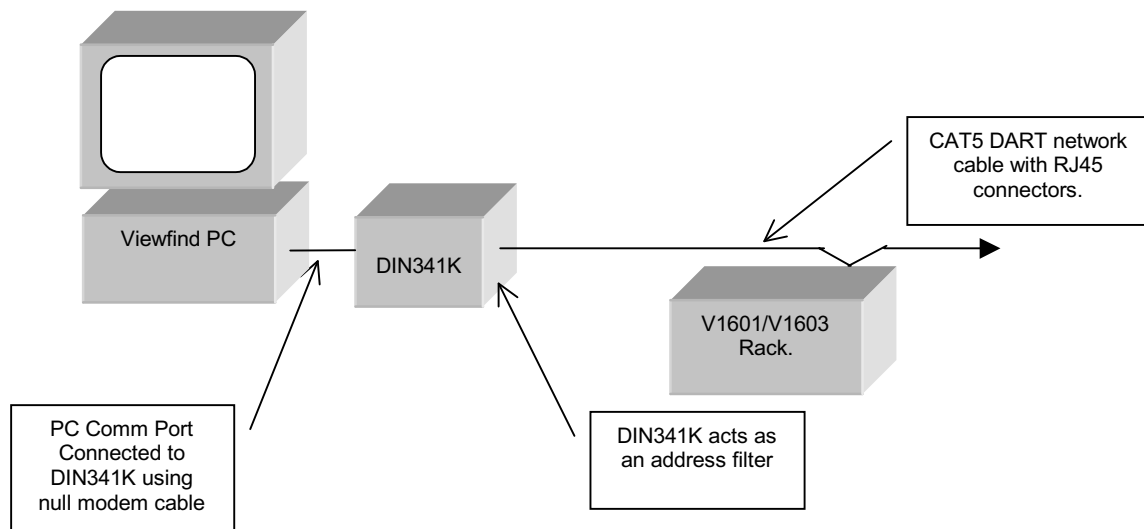 CAT5 DART network
cable with RJ45
connectors.
Viewfind PC
DIN341K
V1601/V1603
Rack.
PC Comm Port
Connected to
DIN341K using
null modem cable
DIN341K acts as
an address filter